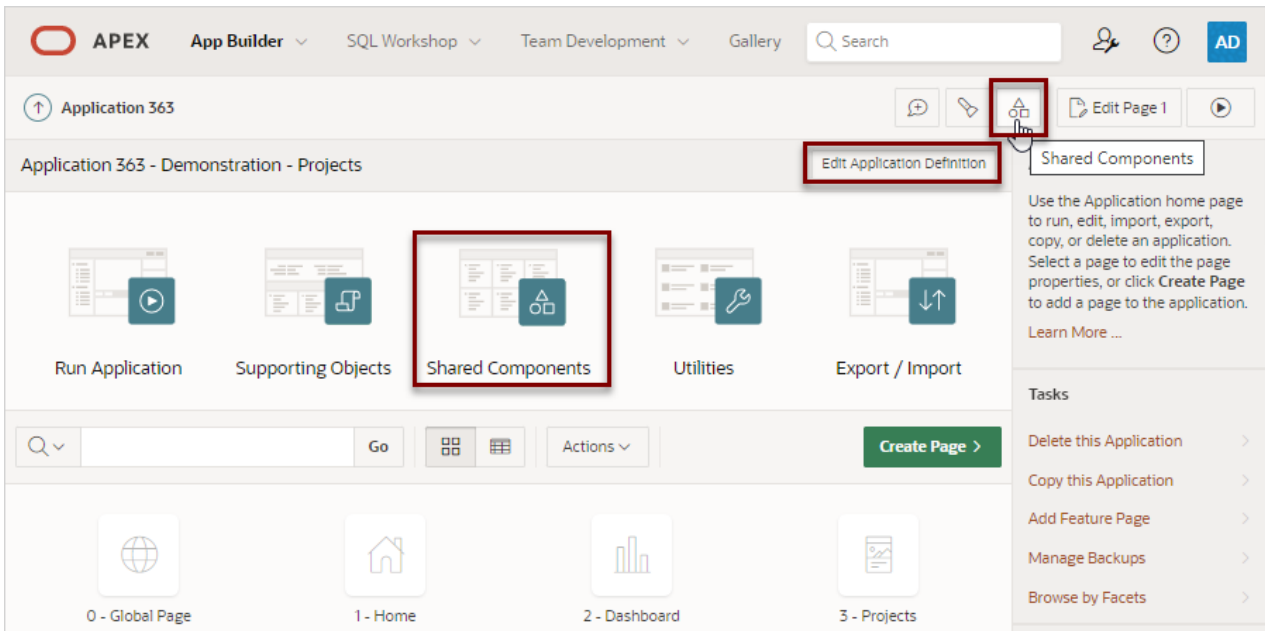 APEX App Builder SQL Workshop Team Development Gallery Search AD
Application 363 Edit Page 1
Application 363 - Demonstration - Projects Edit Application Definition Shared Components
Use the Application home page
to run, edit, import, export,
copy, or delete an application.
Select a page to edit the page
properties, or click Create Page
to add a page to the application.
Learn More ...
Run Application Supporting Objects Shared Components Utilities Export / Import
Tasks
Go Actions Create Page >
Delete this Application
Copy this Application
Add Feature Page
Manage Backups
Browse by Facets
0 - Global Page 1 - Home 2 - Dashboard 3 - Projects